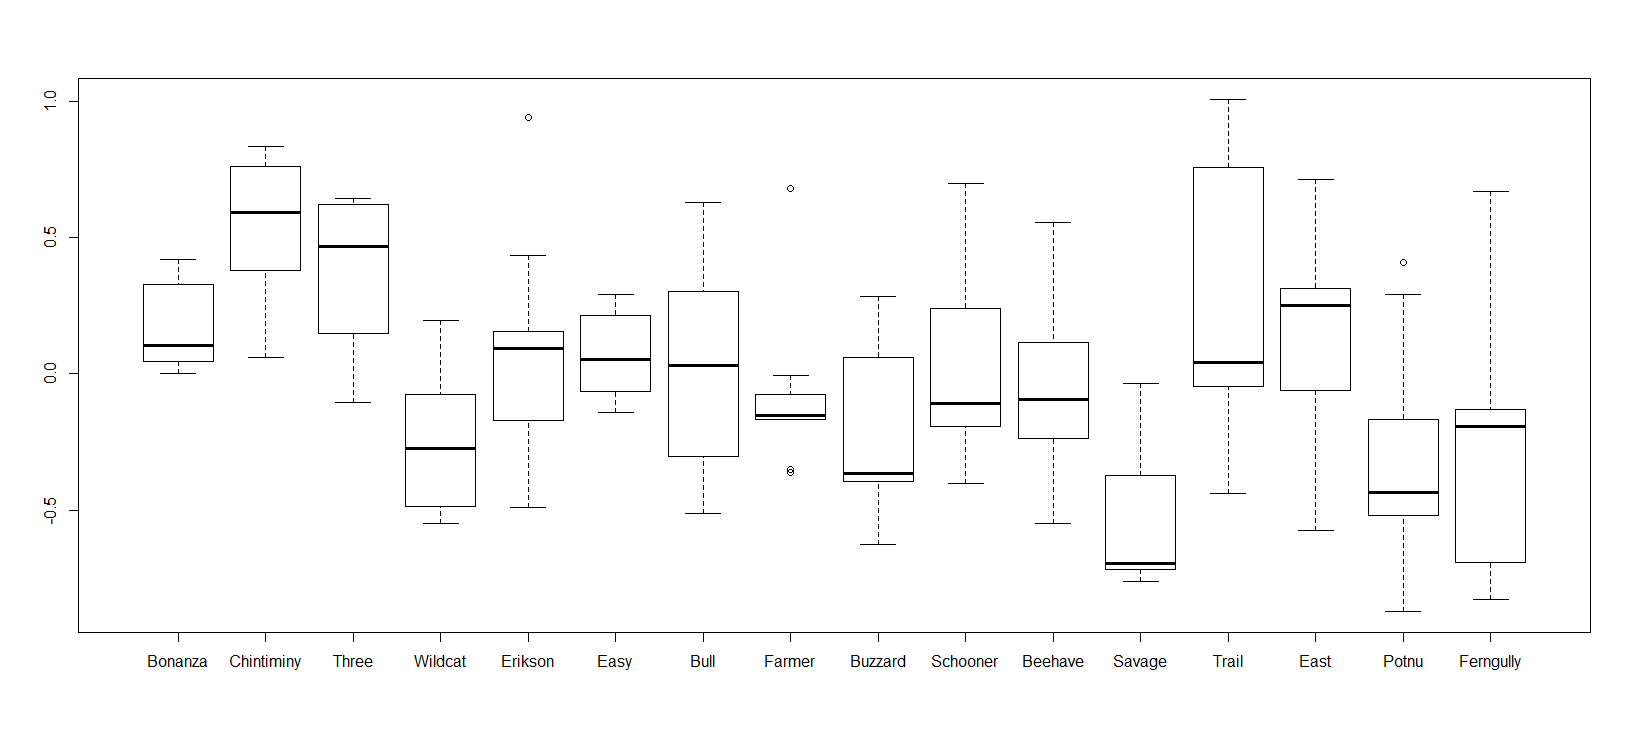 1.0
0.5
0.0
-0.5
Bonanza Chintiminy Three Wildcat Erikson Easy Bull Farmer Buzzard Schooner Beehave Savage Trail East Potnu Ferngully